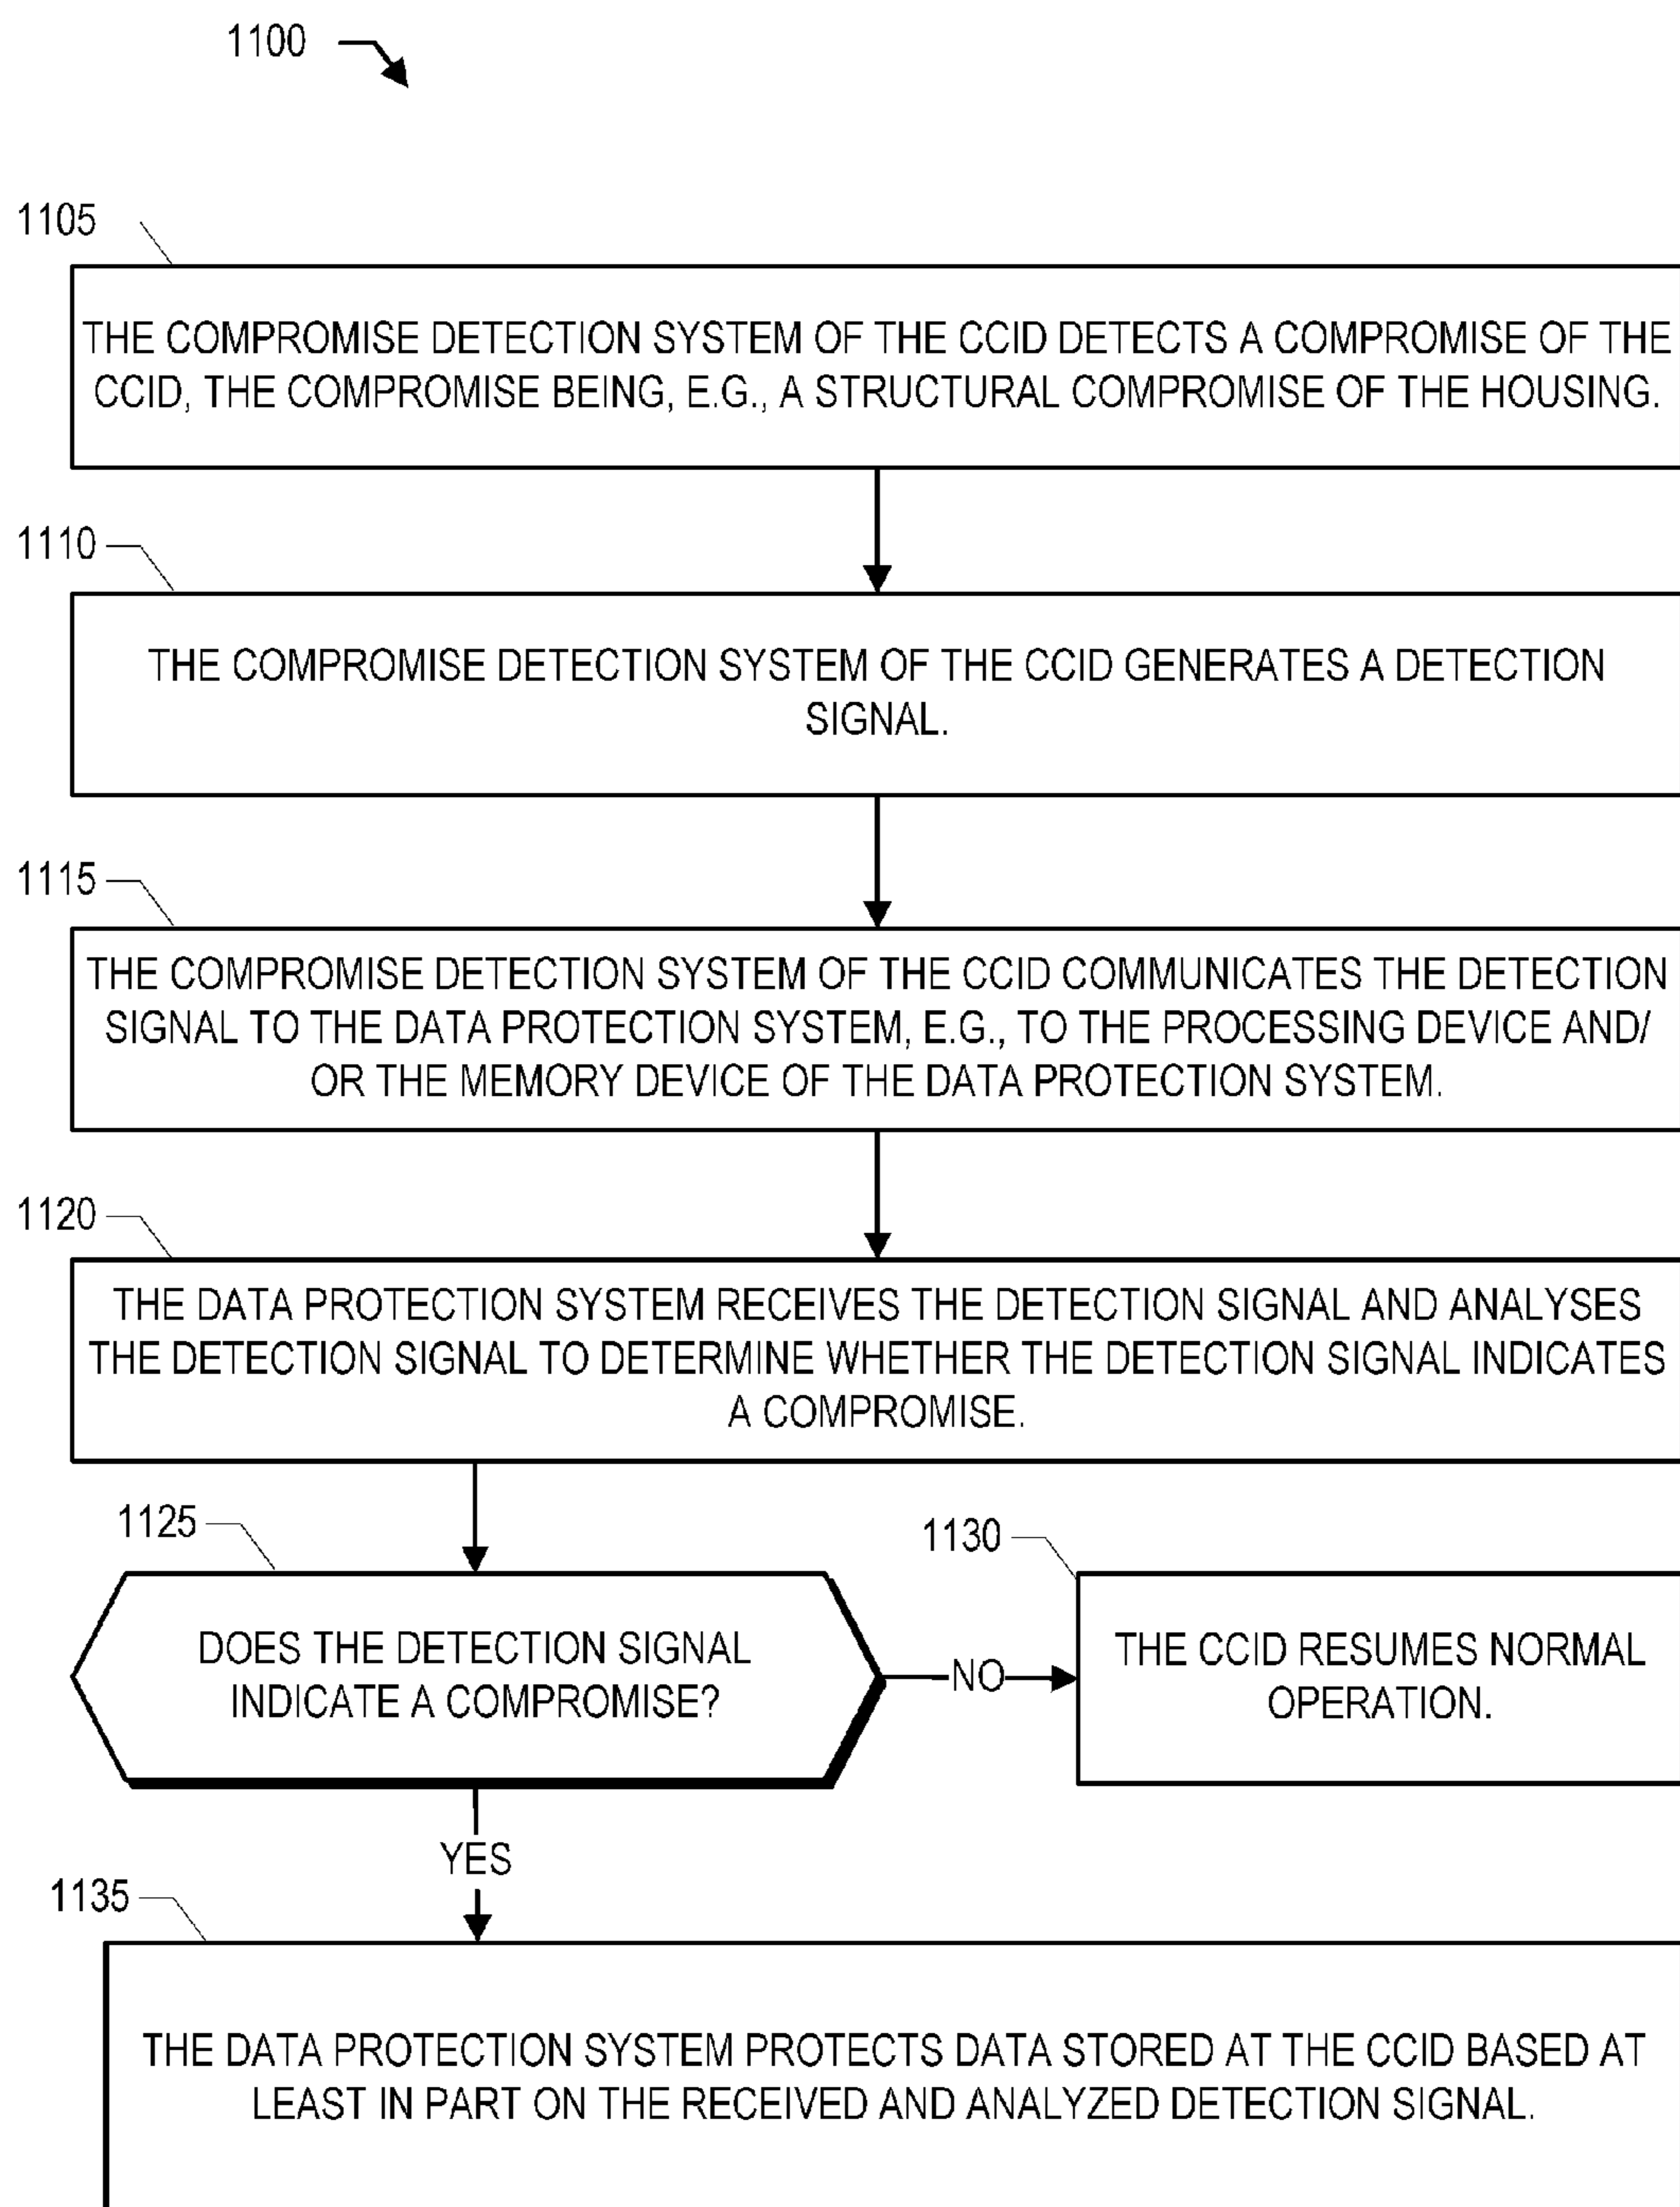 1100
1105
THE COMPROMISE DETECTION SYSTEM OF THE CCID DETECTS A COMPROMISE OF THE
CCID, THE COMPROMISE BEING, E.G., A STRUCTURAL COMPROMISE OF THE HOUSING.
1110
THE COMPROMISE DETECTION SYSTEM OF THE CCID GENERATES A DETECTION
SIGNAL.
1115
THE COMPROMISE DETECTION SYSTEM OF THE CCID COMMUNICATES THE DETECTION
SIGNAL TO THE DATA PROTECTION SYSTEM, E.G., TO THE PROCESSING DEVICE AND/
OR THE MEMORY DEVICE OF THE DATA PROTECTION SYSTEM.
1120
THE DATA PROTECTION SYSTEM RECEIVES THE DETECTION SIGNAL AND ANALYSES
THE DETECTION SIGNAL TO DETERMINE WHETHER THE DETECTION SIGNAL INDICATES
A COMPROMISE.
1125
DOES THE DETECTION SIGNAL
INDICATE A COMPROMISE?
NO
1130
THE CCID RESUMES NORMAL
OPERATION.
YES
1135
THE DATA PROTECTION SYSTEM PROTECTS DATA STORED AT THE CCID BASED AT
LEAST IN PART ON THE RECEIVED AND ANALYZED DETECTION SIGNAL.